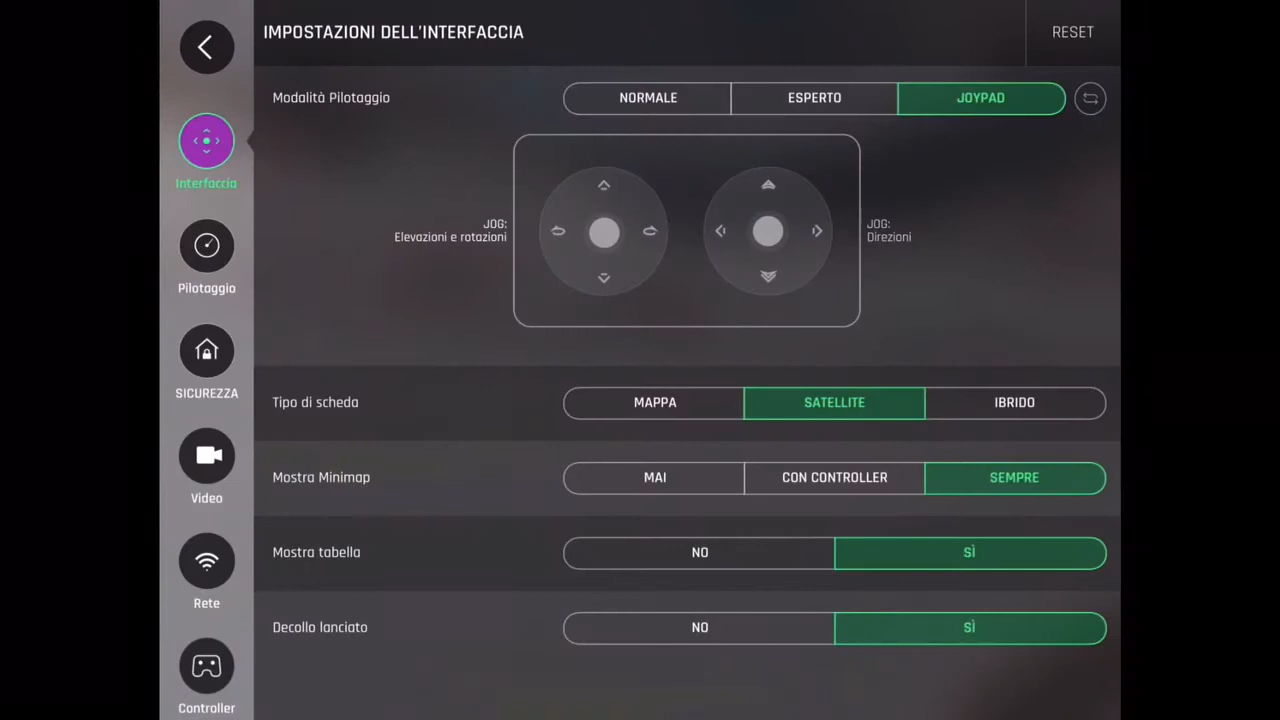 IMPOSTAZIONI DELL'INTERFACCIA
RESET
Modalità Pilotaggio
NORMALE
ESPERTO
JOYPAD
Interfaccia
JOG:
Elevazioni e rotazioni
JOG:
Direzioni
Pilotaggio
SICUREZZA
Tipo di scheda
MAPPA
SATELLITE
IBRIDO
Mostra Minimap
MAI
CON CONTROLLER
SEMPRE
Video
Mostra tabella
NO
SÌ
Rete
Decollo lanciato
NO
SÌ
Controller